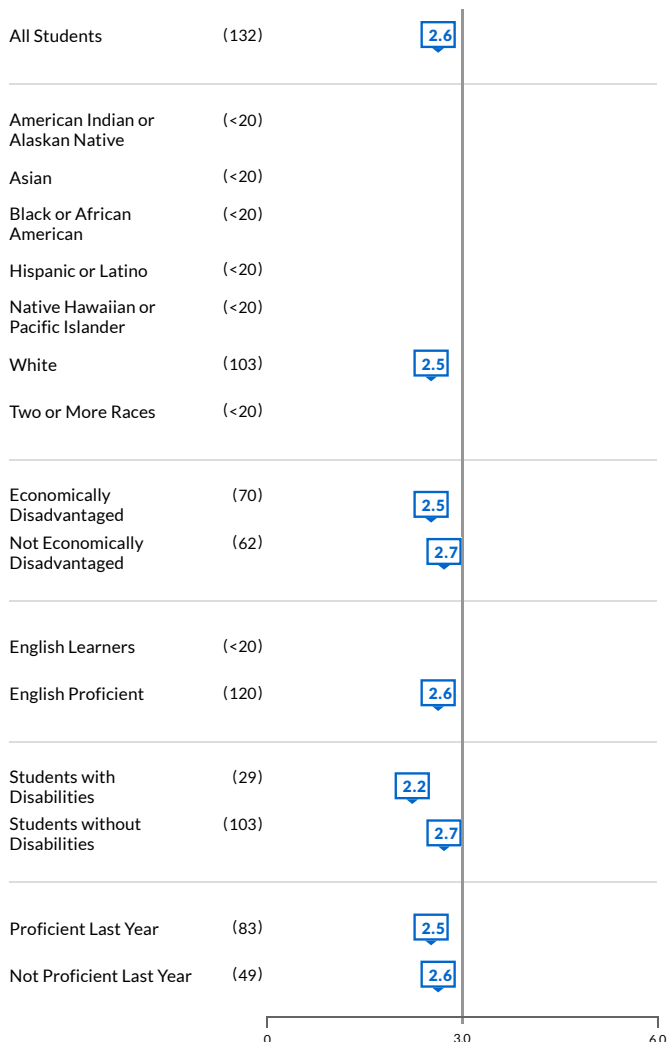 All Students (132) 2.6
American Indian or (<20)
Alaskan Native
Asian (<20)
Black or African (<20)
American
Hispanic or Latino (<20)
Native Hawaiian or (<20)
Pacific Islander
White (103) 2.5
Two or More Races (<20)
Economically (70) 2.5
Disadvantaged
Not Economically (62) 2.7
Disadvantaged
English Learners (<20)
English Proficient (120) 2.6
Students with (29) 2.2
Disabilities
Students without (103) 2.7
Disabilities
Proficient Last Year (83) 2.5
Not Proficient Last Year (49) 2.6
0 3.0 6.0